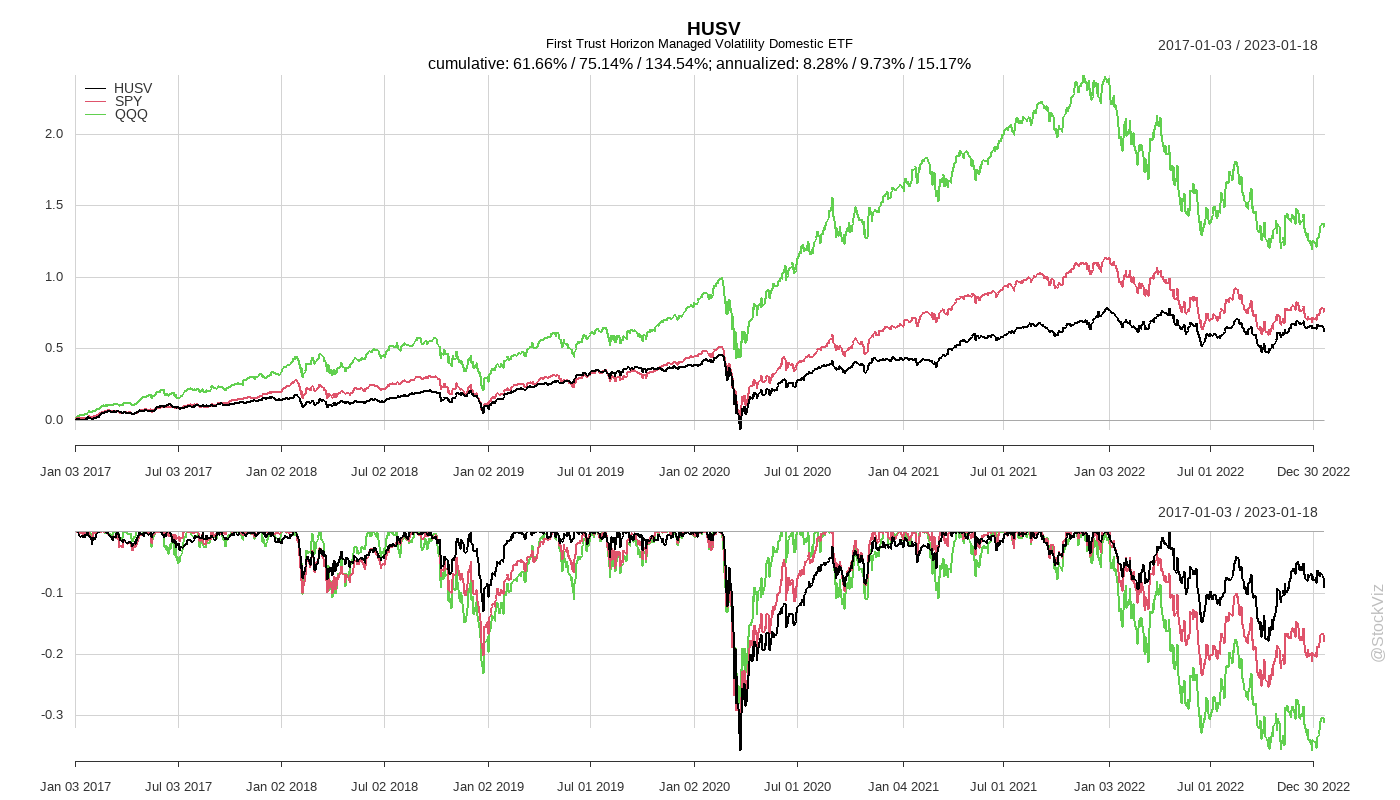 HUSV
First Trust Horizon Managed Volatility Domestic ETF
2017-01-03 / 2023-01-18
cumulative: 61.66% / 75.14% / 134.54%; annualized: 8.28% / 9.73% / 15.17%
HUSV
SPY
QQQ
2.0
1.5
1.0
0.5
0.0
Jan 03 2017 Jul 03 2017 Jan 02 2018 Jul 02 2018 Jan 02 2019 Jul 01 2019 Jan 02 2020 Jul 01 2020 Jan 04 2021 Jul 01 2021 Jan 03 2022 Jul 01 2022 Dec 30 2022
2017-01-03 / 2023-01-18
-0.1
-0.2
-0.3
Jan 03 2017 Jul 03 2017 Jan 02 2018 Jul 02 2018 Jan 02 2019 Jul 01 2019 Jan 02 2020 Jul 01 2020 Jan 04 2021 Jul 01 2021 Jan 03 2022 Jul 01 2022 Dec 30 2022
@StockViz